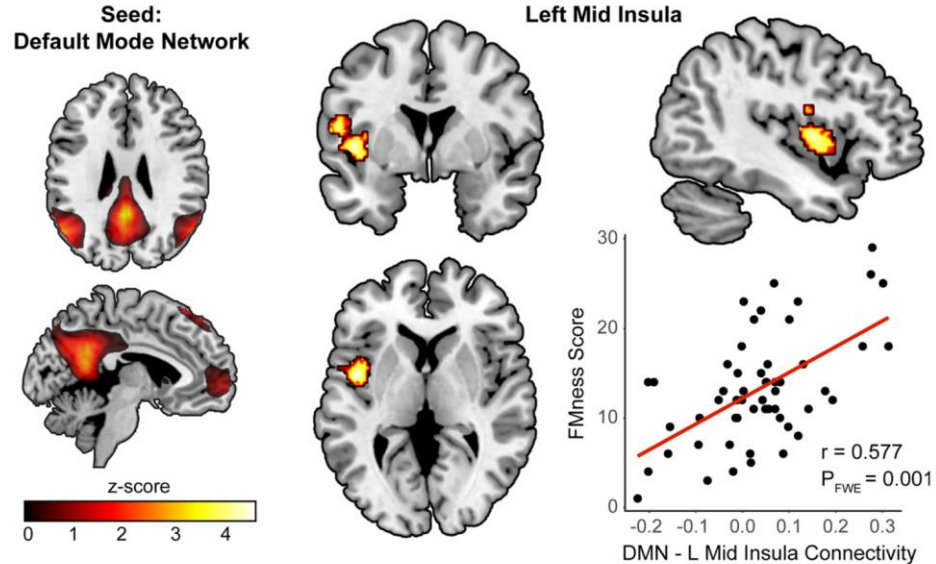 Seed:
Default Mode Network
z-score
0 1 2 3 4
Left Mid Insula
30
20
10
0
FMness Score
r = 0.577
P_FWE = 0.001
-0.2 -0.1 0.0 0.1 0.2 0.3
DMN - L Mid Insula Connectivity